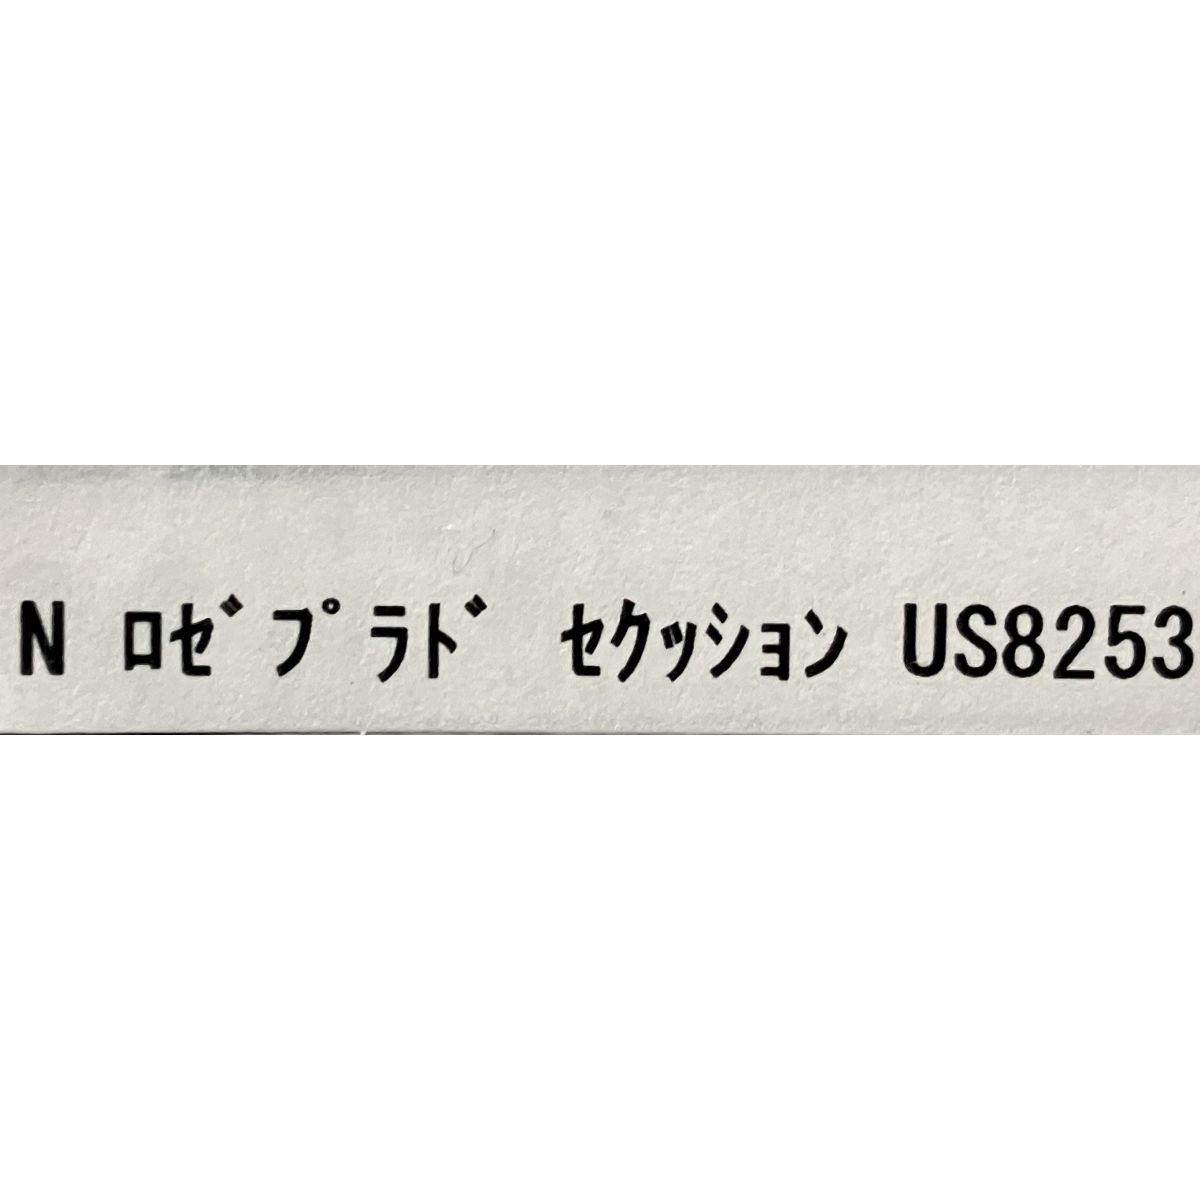 N ﾛｾﾞﾌﾟﾗﾄﾞ ｾｸｯｼｮﾝ US8253